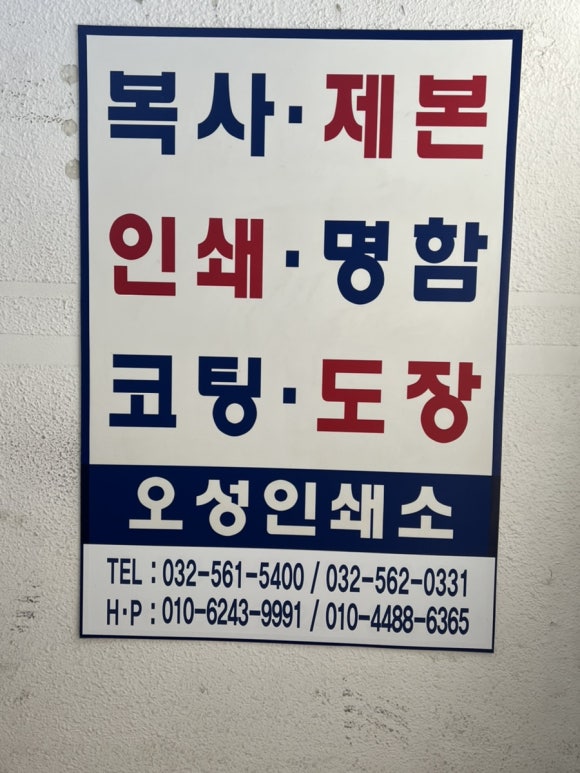 복사·제본
인쇄·명함
코팅·도장
오성인쇄소
TEL : 032-561-5400 / 032-562-0331
H·P : 010-6243-9991 / 010-4488-6365